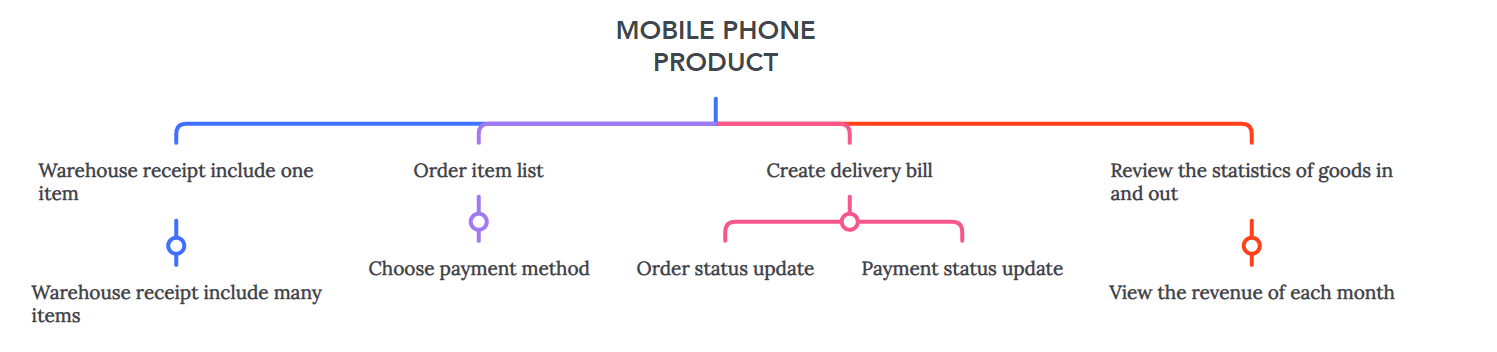 MOBILE PHONE
PRODUCT
Warehouse receipt include one
item
Order item list
Create delivery bill
Review the statistics of goods in
and out
Choose payment method
Order status update
Payment status update
Warehouse receipt include many
items
View the revenue of each month